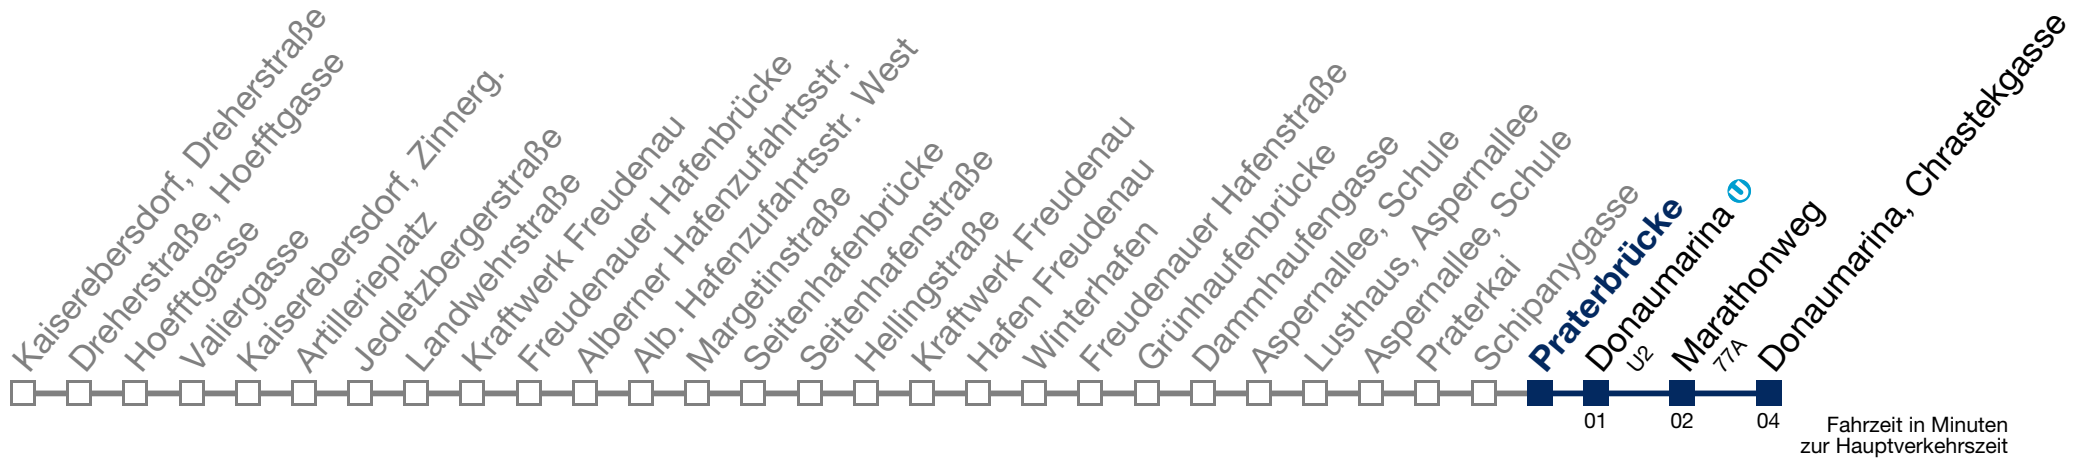 Kaiserebersdorf, Dreherstraße
Dreherstraße, Hoefftgasse
Hoefftgasse
Valiergasse
Kaiserebersdorf, Zinnerg.
Artillerieplatz
Jedletzbergerstraße
Landwehrstraße
Kraftwerk Freudenau
Freudenauer Hafenbrücke
Alberner Hafenzufahrtsstr.
Alb. Hafenzufahrtsstr. West
Margetinstraße
Seitenhafenbrücke
Seitenhafenstraße
Hellingstraße
Kraftwerk Freudenau
Hafen Freudenau
Winterhafen
Freudenauer Hafenstraße
Grünhaufenbrücke
Dammhaufengasse
Aspernallee, Schule
Lusthaus, Aspernallee
Aspernallee, Schule
Praterkai
Schipanygasse
Praterbrücke
Donaumarina U
U2
Marathonweg
77A
Donaumarina, Chrastekgasse
01 02 04
Fahrzeit in Minuten
zur Hauptverkehrszeit